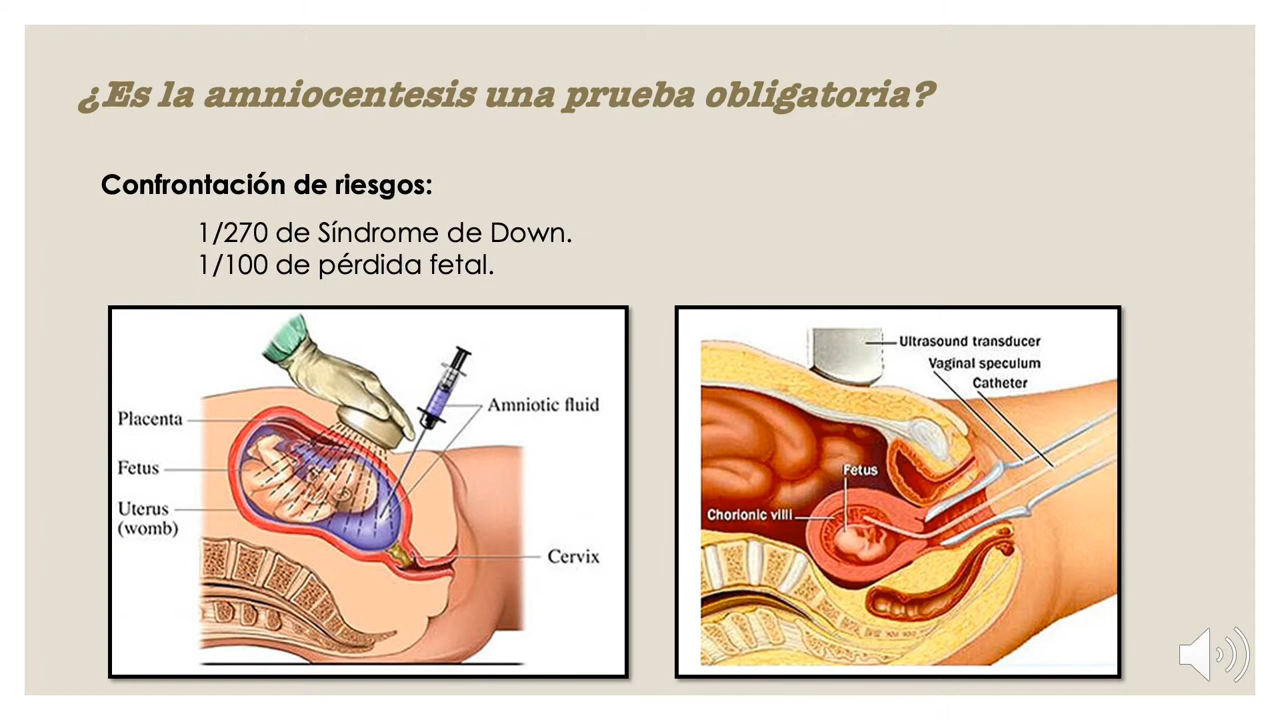 ¿Es la amniocentesis una prueba obligatoria?
Confrontación de riesgos:
1/270 de Síndrome de Down.
1/100 de pérdida fetal.
Placenta
Fetus
Uterus
(womb)
Amniotic fluid
Cervix
Ultrasound transducer
Vaginal speculum
Catheter
Fetus
Chorionic villi